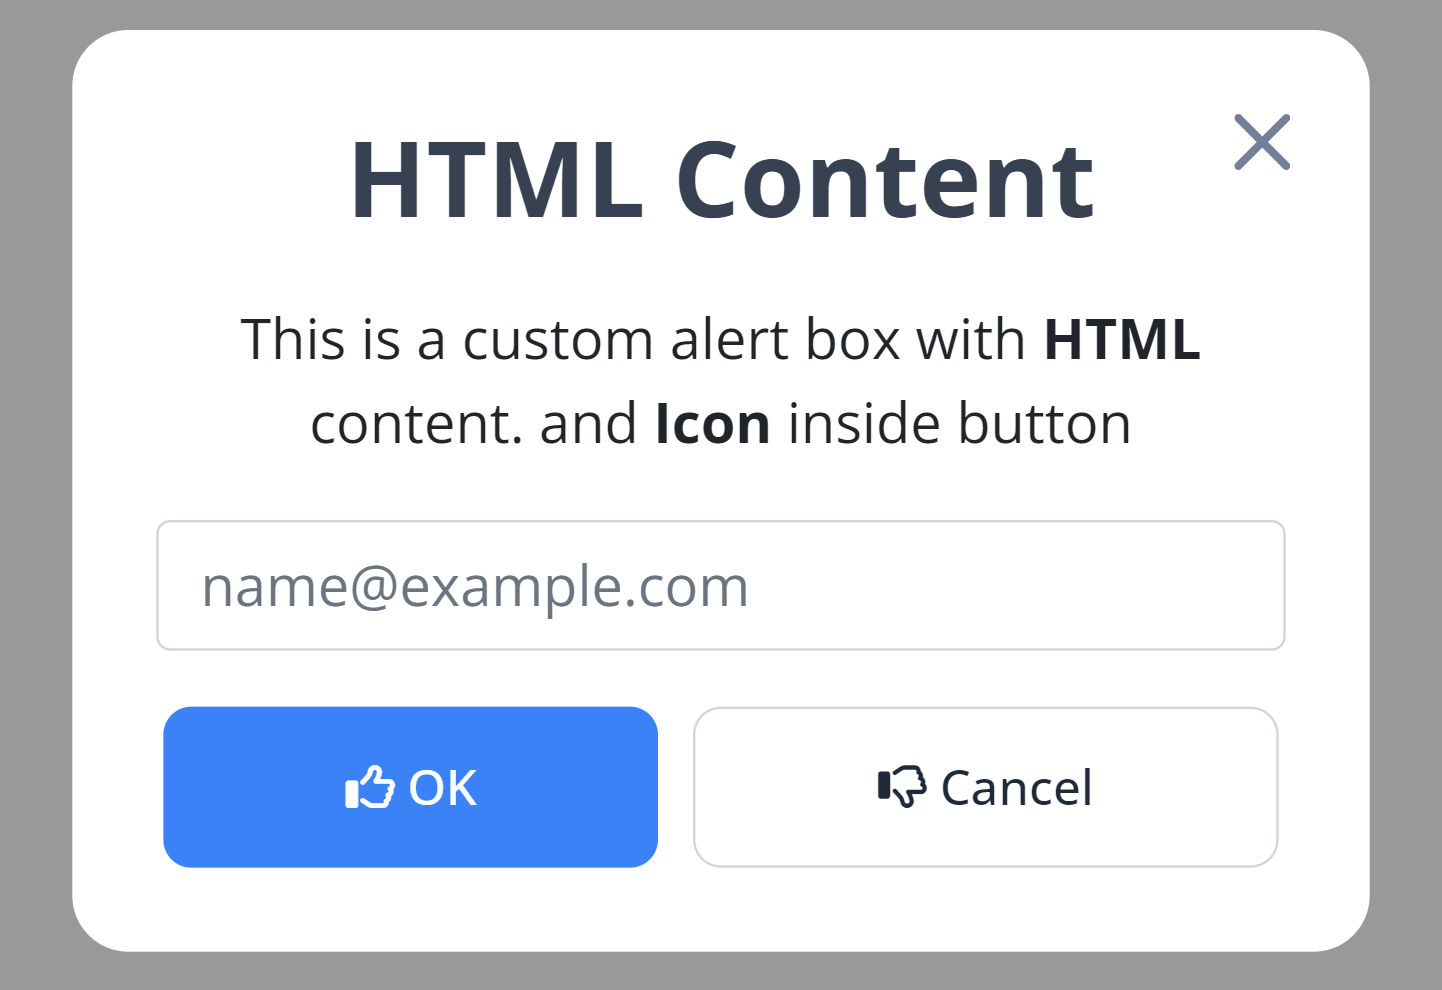 HTML Content
This is a custom alert box with HTML
content. and Icon inside button
name@example.com
OK
Cancel